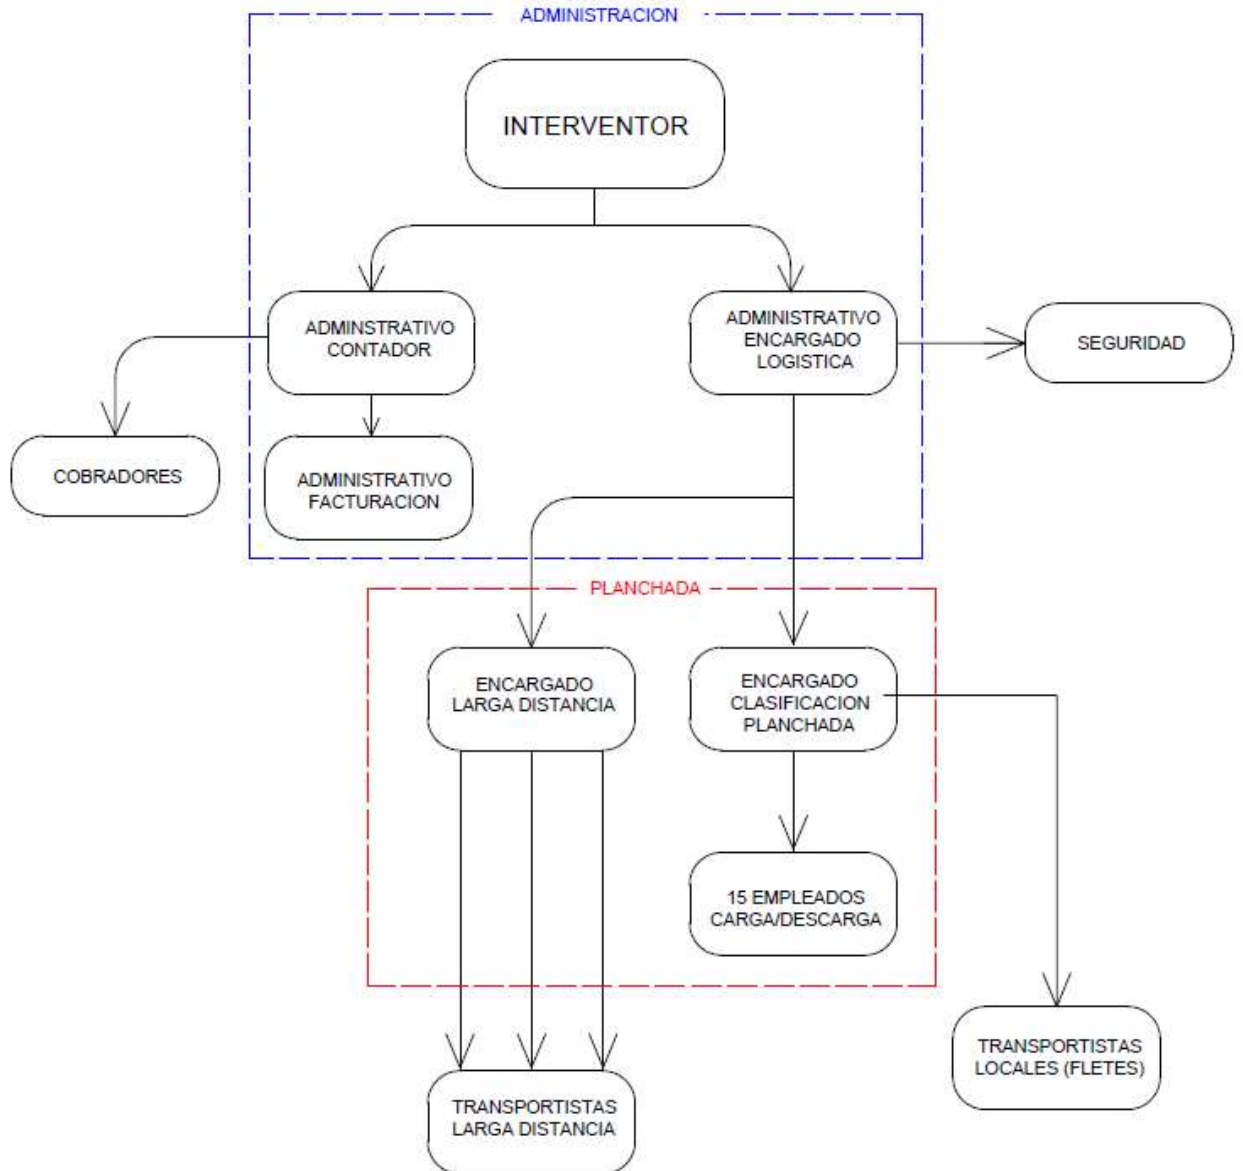 ADMINISTRACION
INTERVENTOR
ADMINSTRATIVO
CONTADOR
ADMINISTRATIVO
ENCARGADO
LOGISTICA
SEGURIDAD
COBRADORES
ADMINISTRATIVO
FACTURACION
PLANCHADA
ENCARGADO
LARGA DISTANCIA
ENCARGADO
CLASIFICACION
PLANCHADA
15 EMPLEADOS
CARGA/DESCARGA
TRANSPORTISTAS
LOCALES (FLETES)
TRANSPORTISTAS
LARGA DISTANCIA